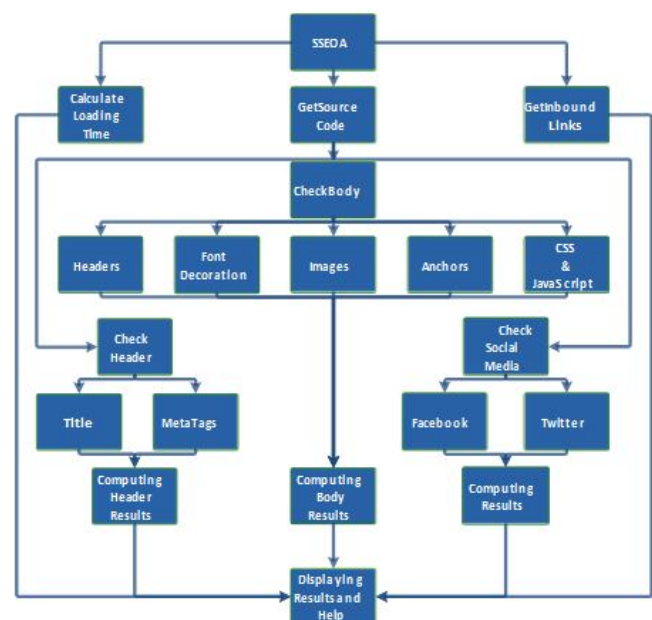 SSEOA
Calculate
Loading
Time
GetSource
Code
GetInbound
Links
CheckBody
Headers
Font
Decoration
Images
Anchors
CSS
&
JavaScript
Check
Header
Check
Social
Media
Title
MetaTags
Facebook
Twitter
Computing
Header
Results
Computing
Body
Results
Computing
Results
Displaying
Results and
Help